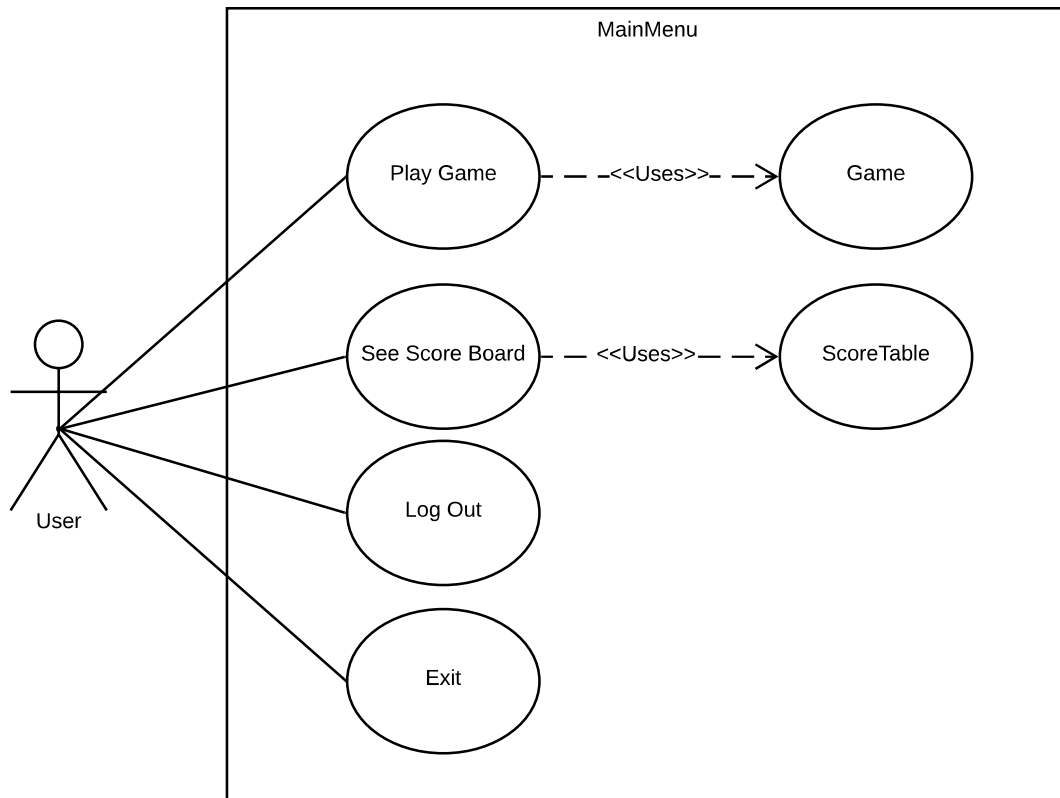 MainMenu
Play Game
<<Uses>>
Game
See Score Board
<<Uses>>
ScoreTable
Log Out
User
Exit